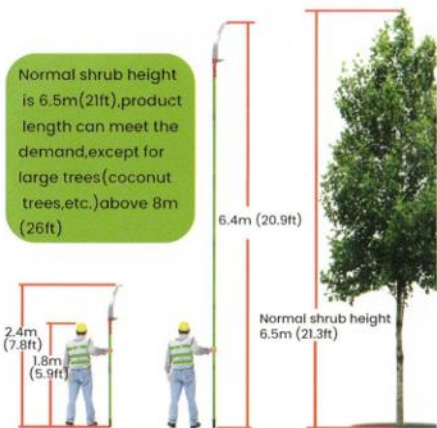 Normal shrub height
is 6.5m(21ft),product
length can meet the
demand,except for
large trees(coconut
trees,etc.)above 8m
(26ft)
6.4m (20.9ft)
Normal shrub height
6.5m (21.3ft)
2.4m
(7.8ft)
1.8m
(5.9ft)